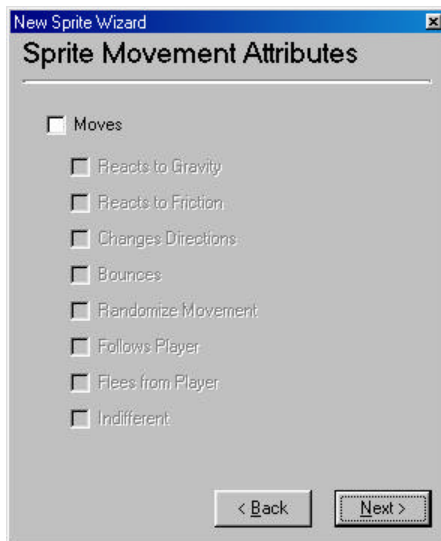 New Sprite Wizard
Sprite Movement Attributes
Moves
Reacts to Gravity
Reacts to Friction
Changes Directions
Bounces
Randomize Movement
Follows Player
Flees from Player
Indifferent
< Back Next >